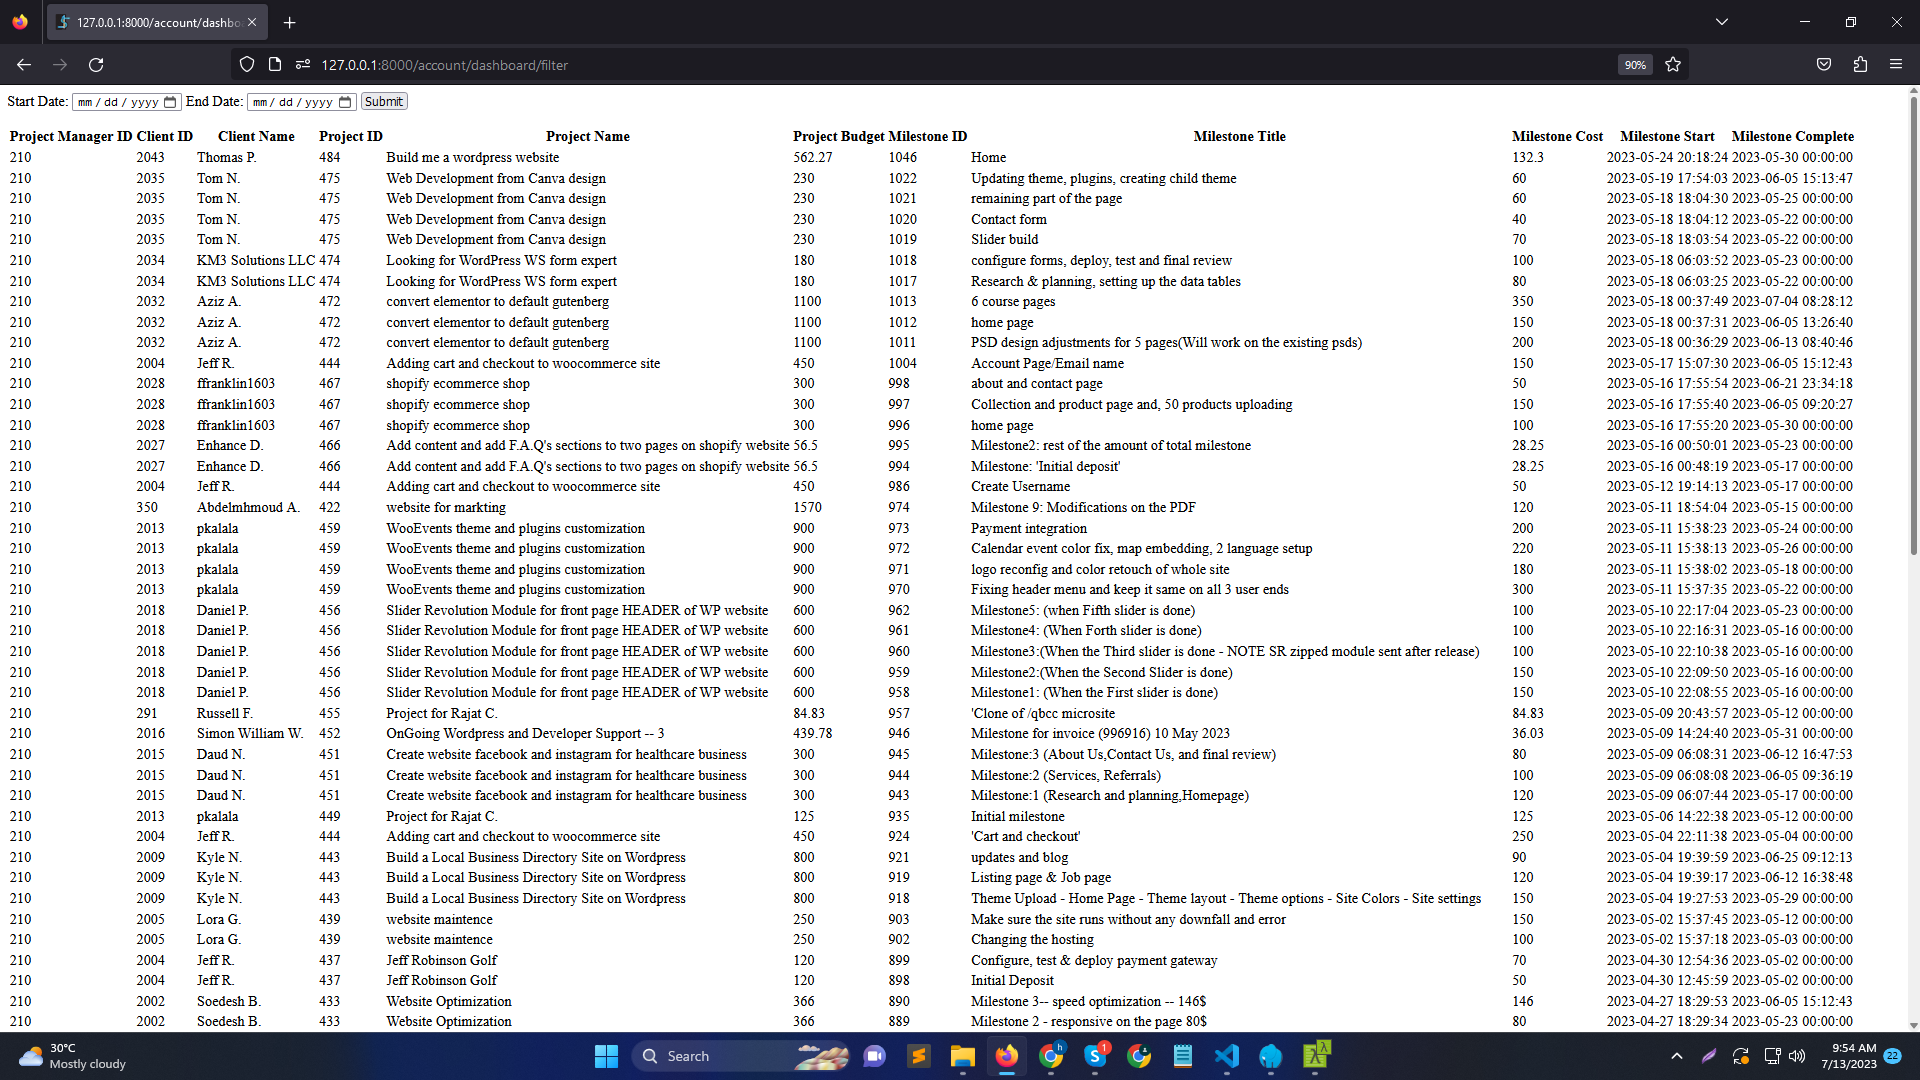 127.0.0.1:8000/account/dashbo
127.0.0.1:8000/account/dashboard/filter 90%
Start Date: mm / dd / yyyy End Date: mm / dd / yyyy Submit
Project Manager ID Client ID Client Name Project ID Project Name Project Budget Milestone ID Milestone Title Milestone Cost Milestone Start Milestone Complete
210 2043 Thomas P. 484 Build me a wordpress website 562.27 1046 Home 132.3 2023-05-24 20:18:24 2023-05-30 00:00:00
210 2035 Tom N. 475 Web Development from Canva design 230 1022 Updating theme, plugins, creating child theme 60 2023-05-19 17:54:03 2023-06-05 15:13:47
210 2035 Tom N. 475 Web Development from Canva design 230 1021 remaining part of the page 60 2023-05-18 18:04:30 2023-05-25 00:00:00
210 2035 Tom N. 475 Web Development from Canva design 230 1020 Contact form 40 2023-05-18 18:04:12 2023-05-22 00:00:00
210 2035 Tom N. 475 Web Development from Canva design 230 1019 Slider build 70 2023-05-18 18:03:54 2023-05-22 00:00:00
210 2034 KM3 Solutions LLC 474 Looking for WordPress WS form expert 180 1018 configure forms, deploy, test and final review 100 2023-05-18 06:03:52 2023-05-23 00:00:00
210 2034 KM3 Solutions LLC 474 Looking for WordPress WS form expert 180 1017 Research & planning, setting up the data tables 80 2023-05-18 06:03:25 2023-05-22 00:00:00
210 2032 Aziz A. 472 convert elementor to default gutenberg 1100 1013 6 course pages 350 2023-05-18 00:37:49 2023-07-04 08:28:12
210 2032 Aziz A. 472 convert elementor to default gutenberg 1100 1012 home page 150 2023-05-18 00:37:31 2023-06-05 13:26:40
210 2032 Aziz A. 472 convert elementor to default gutenberg 1100 1011 PSD design adjustments for 5 pages(Will work on the existing psds) 200 2023-05-18 00:36:29 2023-06-13 08:40:46
210 2004 Jeff R. 444 Adding cart and checkout to woocommerce site 450 1004 Account Page/Email name 150 2023-05-17 15:07:30 2023-06-05 15:12:43
210 2028 ffranklin1603 467 shopify ecommerce shop 300 998 about and contact page 50 2023-05-16 17:55:54 2023-06-21 23:34:18
210 2028 ffranklin1603 467 shopify ecommerce shop 300 997 Collection and product page and, 50 products uploading 150 2023-05-16 17:55:40 2023-06-05 09:20:27
210 2028 ffranklin1603 467 shopify ecommerce shop 300 996 home page 100 2023-05-16 17:55:20 2023-05-30 00:00:00
210 2027 Enhance D. 466 Add content and add F.A.Q's sections to two pages on shopify website 56.5 995 Milestone2: rest of the amount of total milestone 28.25 2023-05-16 00:50:01 2023-05-23 00:00:00
210 2027 Enhance D. 466 Add content and add F.A.Q's sections to two pages on shopify website 56.5 994 Milestone: 'Initial deposit' 28.25 2023-05-16 00:48:19 2023-05-17 00:00:00
210 2004 Jeff R. 444 Adding cart and checkout to woocommerce site 450 986 Create Username 50 2023-05-12 19:14:13 2023-05-17 00:00:00
210 350 Abdelmhmoud A. 422 website for markting 1570 974 Milestone 9: Modifications on the PDF 120 2023-05-11 18:54:04 2023-05-15 00:00:00
210 2013 pkalala 459 WooEvents theme and plugins customization 900 973 Payment integration 200 2023-05-11 15:38:23 2023-05-24 00:00:00
210 2013 pkalala 459 WooEvents theme and plugins customization 900 972 Calendar event color fix, map embedding, 2 language setup 220 2023-05-11 15:38:13 2023-05-26 00:00:00
210 2013 pkalala 459 WooEvents theme and plugins customization 900 971 logo reconfig and color retouch of whole site 180 2023-05-11 15:38:02 2023-05-18 00:00:00
210 2013 pkalala 459 WooEvents theme and plugins customization 900 970 Fixing header menu and keep it same on all 3 user ends 300 2023-05-11 15:37:35 2023-05-22 00:00:00
210 2018 Daniel P. 456 Slider Revolution Module for front page HEADER of WP website 600 962 Milestone5: (when Fifth slider is done) 100 2023-05-10 22:17:04 2023-05-23 00:00:00
210 2018 Daniel P. 456 Slider Revolution Module for front page HEADER of WP website 600 961 Milestone4: (When Forth slider is done) 100 2023-05-10 22:16:31 2023-05-16 00:00:00
210 2018 Daniel P. 456 Slider Revolution Module for front page HEADER of WP website 600 960 Milestone3:(When the Third slider is done - NOTE SR zipped module sent after release) 100 2023-05-10 22:10:38 2023-05-16 00:00:00
210 2018 Daniel P. 456 Slider Revolution Module for front page HEADER of WP website 600 959 Milestone2:(When the Second Slider is done) 150 2023-05-10 22:09:50 2023-05-16 00:00:00
210 2018 Daniel P. 456 Slider Revolution Module for front page HEADER of WP website 600 958 Milestone1: (When the First slider is done) 150 2023-05-10 22:08:55 2023-05-16 00:00:00
210 291 Russell F. 455 Project for Rajat C. 84.83 957 'Clone of /qbcc microsite 84.83 2023-05-09 20:43:57 2023-05-12 00:00:00
210 2016 Simon William W. 452 OnGoing Wordpress and Developer Support -- 3 439.78 946 Milestone for invoice (996916) 10 May 2023 36.03 2023-05-09 14:24:40 2023-05-31 00:00:00
210 2015 Daud N. 451 Create website facebook and instagram for healthcare business 300 945 Milestone:3 (About Us,Contact Us, and final review) 80 2023-05-09 06:08:31 2023-06-12 16:47:53
210 2015 Daud N. 451 Create website facebook and instagram for healthcare business 300 944 Milestone:2 (Services, Referrals) 100 2023-05-09 06:08:08 2023-06-05 09:36:19
210 2015 Daud N. 451 Create website facebook and instagram for healthcare business 300 943 Milestone:1 (Research and planning,Homepage) 120 2023-05-09 06:07:44 2023-05-17 00:00:00
210 2013 pkalala 449 Project for Rajat C. 125 935 Initial milestone 125 2023-05-06 14:22:38 2023-05-12 00:00:00
210 2004 Jeff R. 444 Adding cart and checkout to woocommerce site 450 924 'Cart and checkout' 250 2023-05-04 22:11:38 2023-05-04 00:00:00
210 2009 Kyle N. 443 Build a Local Business Directory Site on Wordpress 800 921 updates and blog 90 2023-05-04 19:39:59 2023-06-25 09:12:13
210 2009 Kyle N. 443 Build a Local Business Directory Site on Wordpress 800 919 Listing page & Job page 120 2023-05-04 19:39:17 2023-06-12 16:38:48
210 2009 Kyle N. 443 Build a Local Business Directory Site on Wordpress 800 918 Theme Upload - Home Page - Theme layout - Theme options - Site Colors - Site settings 150 2023-05-04 19:27:53 2023-05-29 00:00:00
210 2005 Lora G. 439 website maintence 250 903 Make sure the site runs without any downfall and error 150 2023-05-02 15:37:45 2023-05-12 00:00:00
210 2005 Lora G. 439 website maintence 250 902 Changing the hosting 100 2023-05-02 15:37:18 2023-05-03 00:00:00
210 2004 Jeff R. 437 Jeff Robinson Golf 120 899 Configure, test & deploy payment gateway 70 2023-04-30 12:54:36 2023-05-02 00:00:00
210 2004 Jeff R. 437 Jeff Robinson Golf 120 898 Initial Deposit 50 2023-04-30 12:45:59 2023-05-02 00:00:00
210 2002 Soedesh B. 433 Website Optimization 366 890 Milestone 3-- speed optimization -- 146$ 146 2023-04-27 18:29:53 2023-06-05 15:12:43
210 2002 Soedesh B. 433 Website Optimization 366 889 Milestone 2 - responsive on the page 80$ 80 2023-04-27 18:29:34 2023-05-23 00:00:00
30°C
Mostly cloudy
Search
h
1
9:54 AM
7/13/2023
22